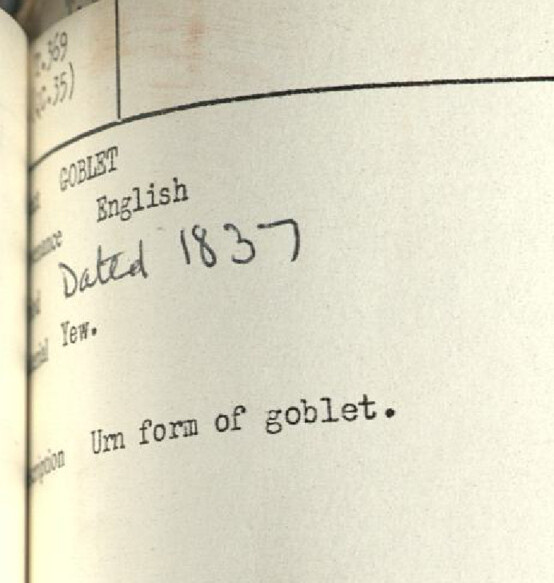 .369
c.35)
GOBLET
English
Dated 1837
Yew.
Urn form of goblet.